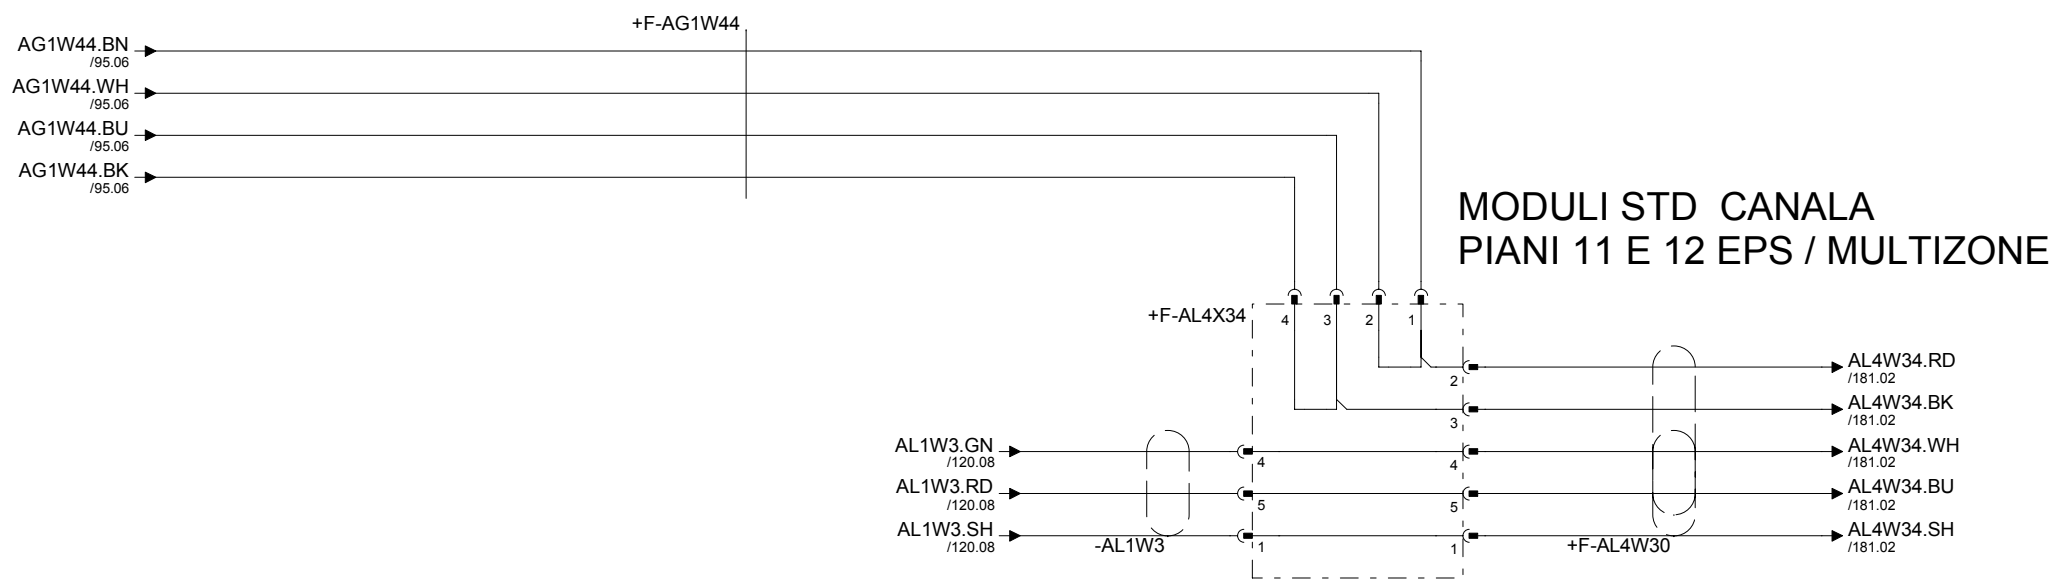 +F-AG1W44
AG1W44.BN
/95.06
AG1W44.WH
/95.06
AG1W44.BU
/95.06
AG1W44.BK
/95.06
MODULI STD CANALA
PIANI 11 E 12 EPS / MULTIZONE
+F-AL4X34
4 3 2 1
2
AL4W34.RD
/181.02
3
AL4W34.BK
/181.02
AL1W3.GN
/120.08
4
4
AL4W34.WH
/181.02
AL1W3.RD
/120.08
5
5
AL4W34.BU
/181.02
AL1W3.SH
/120.08
-AL1W3
1
1
+F-AL4W30
AL4W34.SH
/181.02